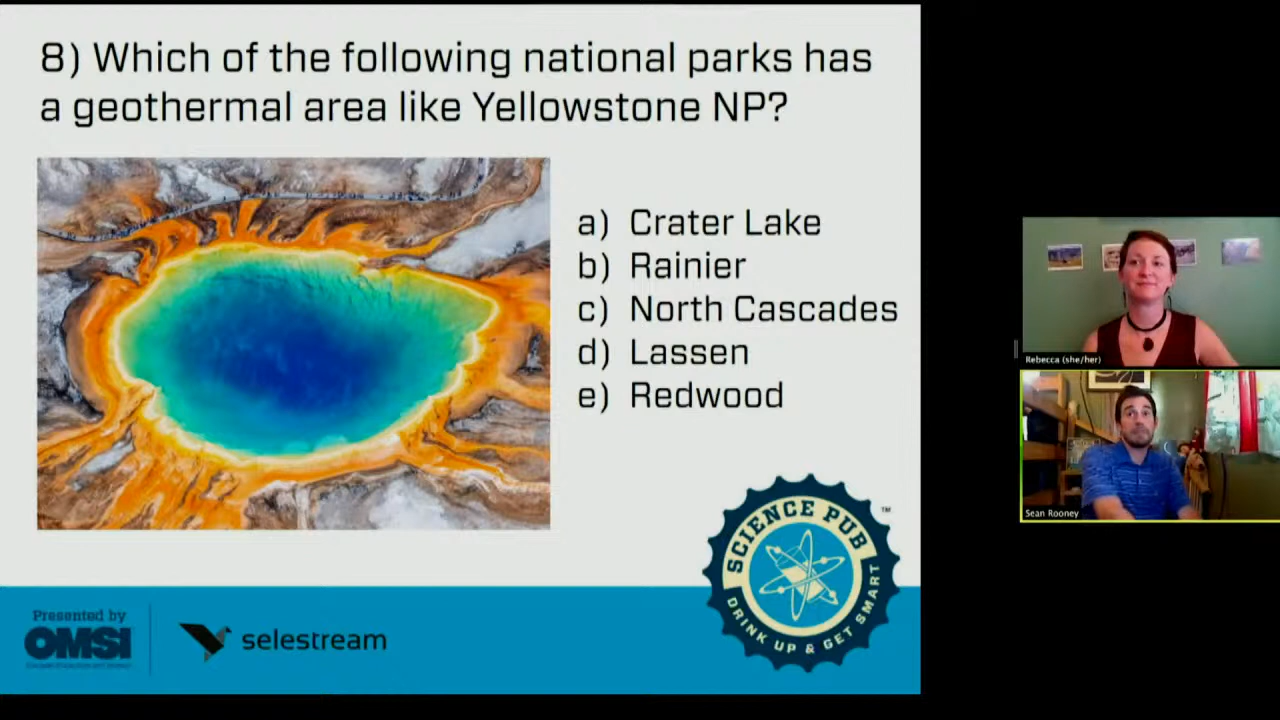 8) Which of the following national parks has
a geothermal area like Yellowstone NP?
a) Crater Lake
b) Rainier
c) North Cascades
d) Lassen
e) Redwood
SCIENCE PUB
™
DRINK UP & GET SMART
Presented by
OMSI
selestream
Rebecca (she/her)
Sean Rooney